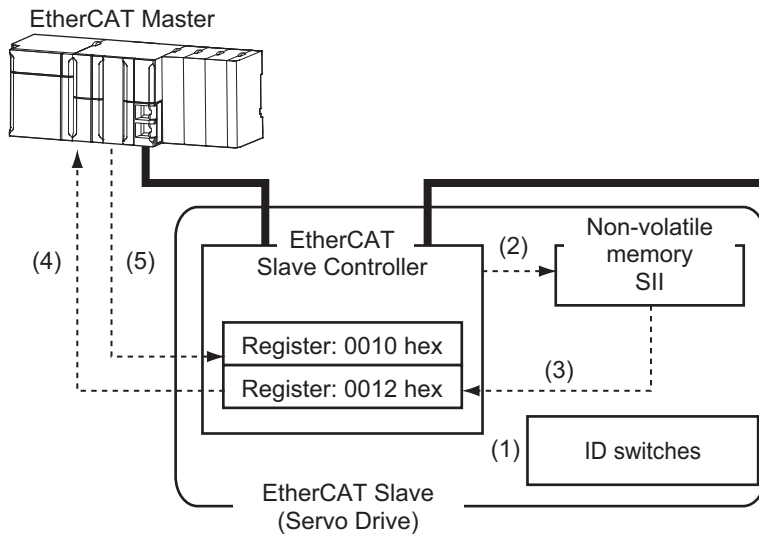 EtherCAT Master
(4)
(5)
EtherCAT
Slave Controller
(2)
Non-volatile
memory
SII
Register: 0010 hex
Register: 0012 hex
(3)
(1)
ID switches
EtherCAT Slave
(Servo Drive)